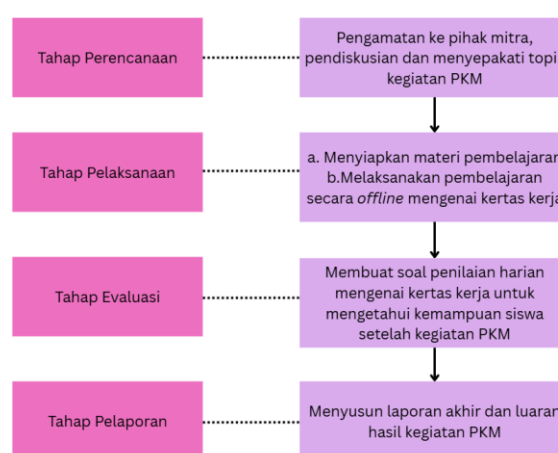 Tahap Perencanaan
Pengamatan ke pihak mitra,
pendiskusian dan menyepakati topi
kegiatan PKM
Tahap Pelaksanaan
a. Menyiapkan materi pembelajaran
b.Melaksanakan pembelajaran
secara offline mengenai kertas kerja
Tahap Evaluasi
Membuat soal penilaian harian
mengenai kertas kerja untuk
mengetahui kemampuan siswa
setelah kegiatan PKM
Tahap Pelaporan
Menyusun laporan akhir dan luaran
hasil kegiatan PKM